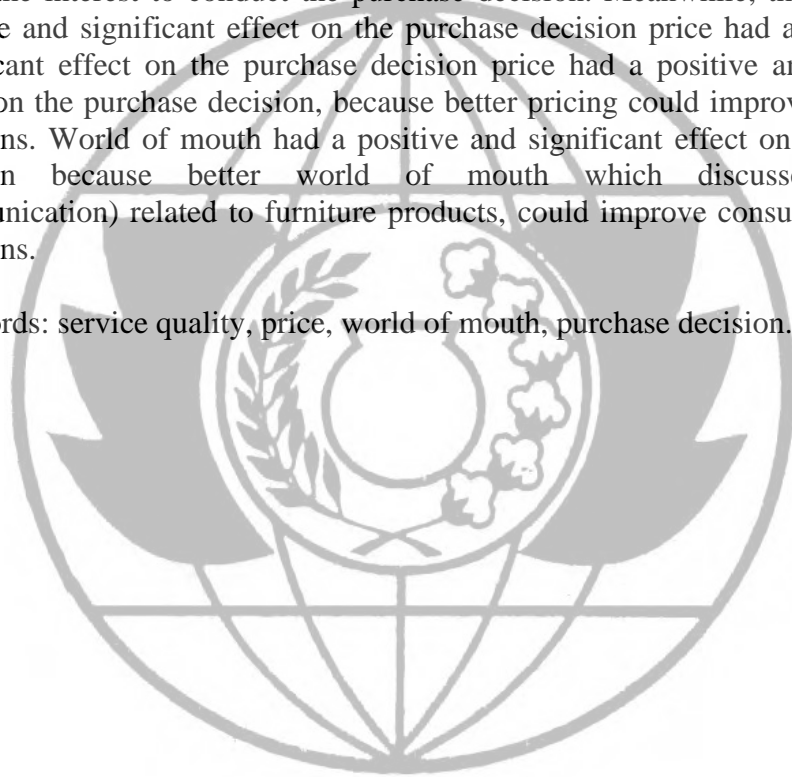 the interest to conduct the purchase decision. Meanwhile, th
e and significant effect on the purchase decision price had a
cant effect on the purchase decision price had a positive an
on the purchase decision, because better pricing could improv
ns. World of mouth had a positive and significant effect on
n because better world of mouth which discusse
unication) related to furniture products, could improve consu
ns.
ords: service quality, price, world of mouth, purchase decision.